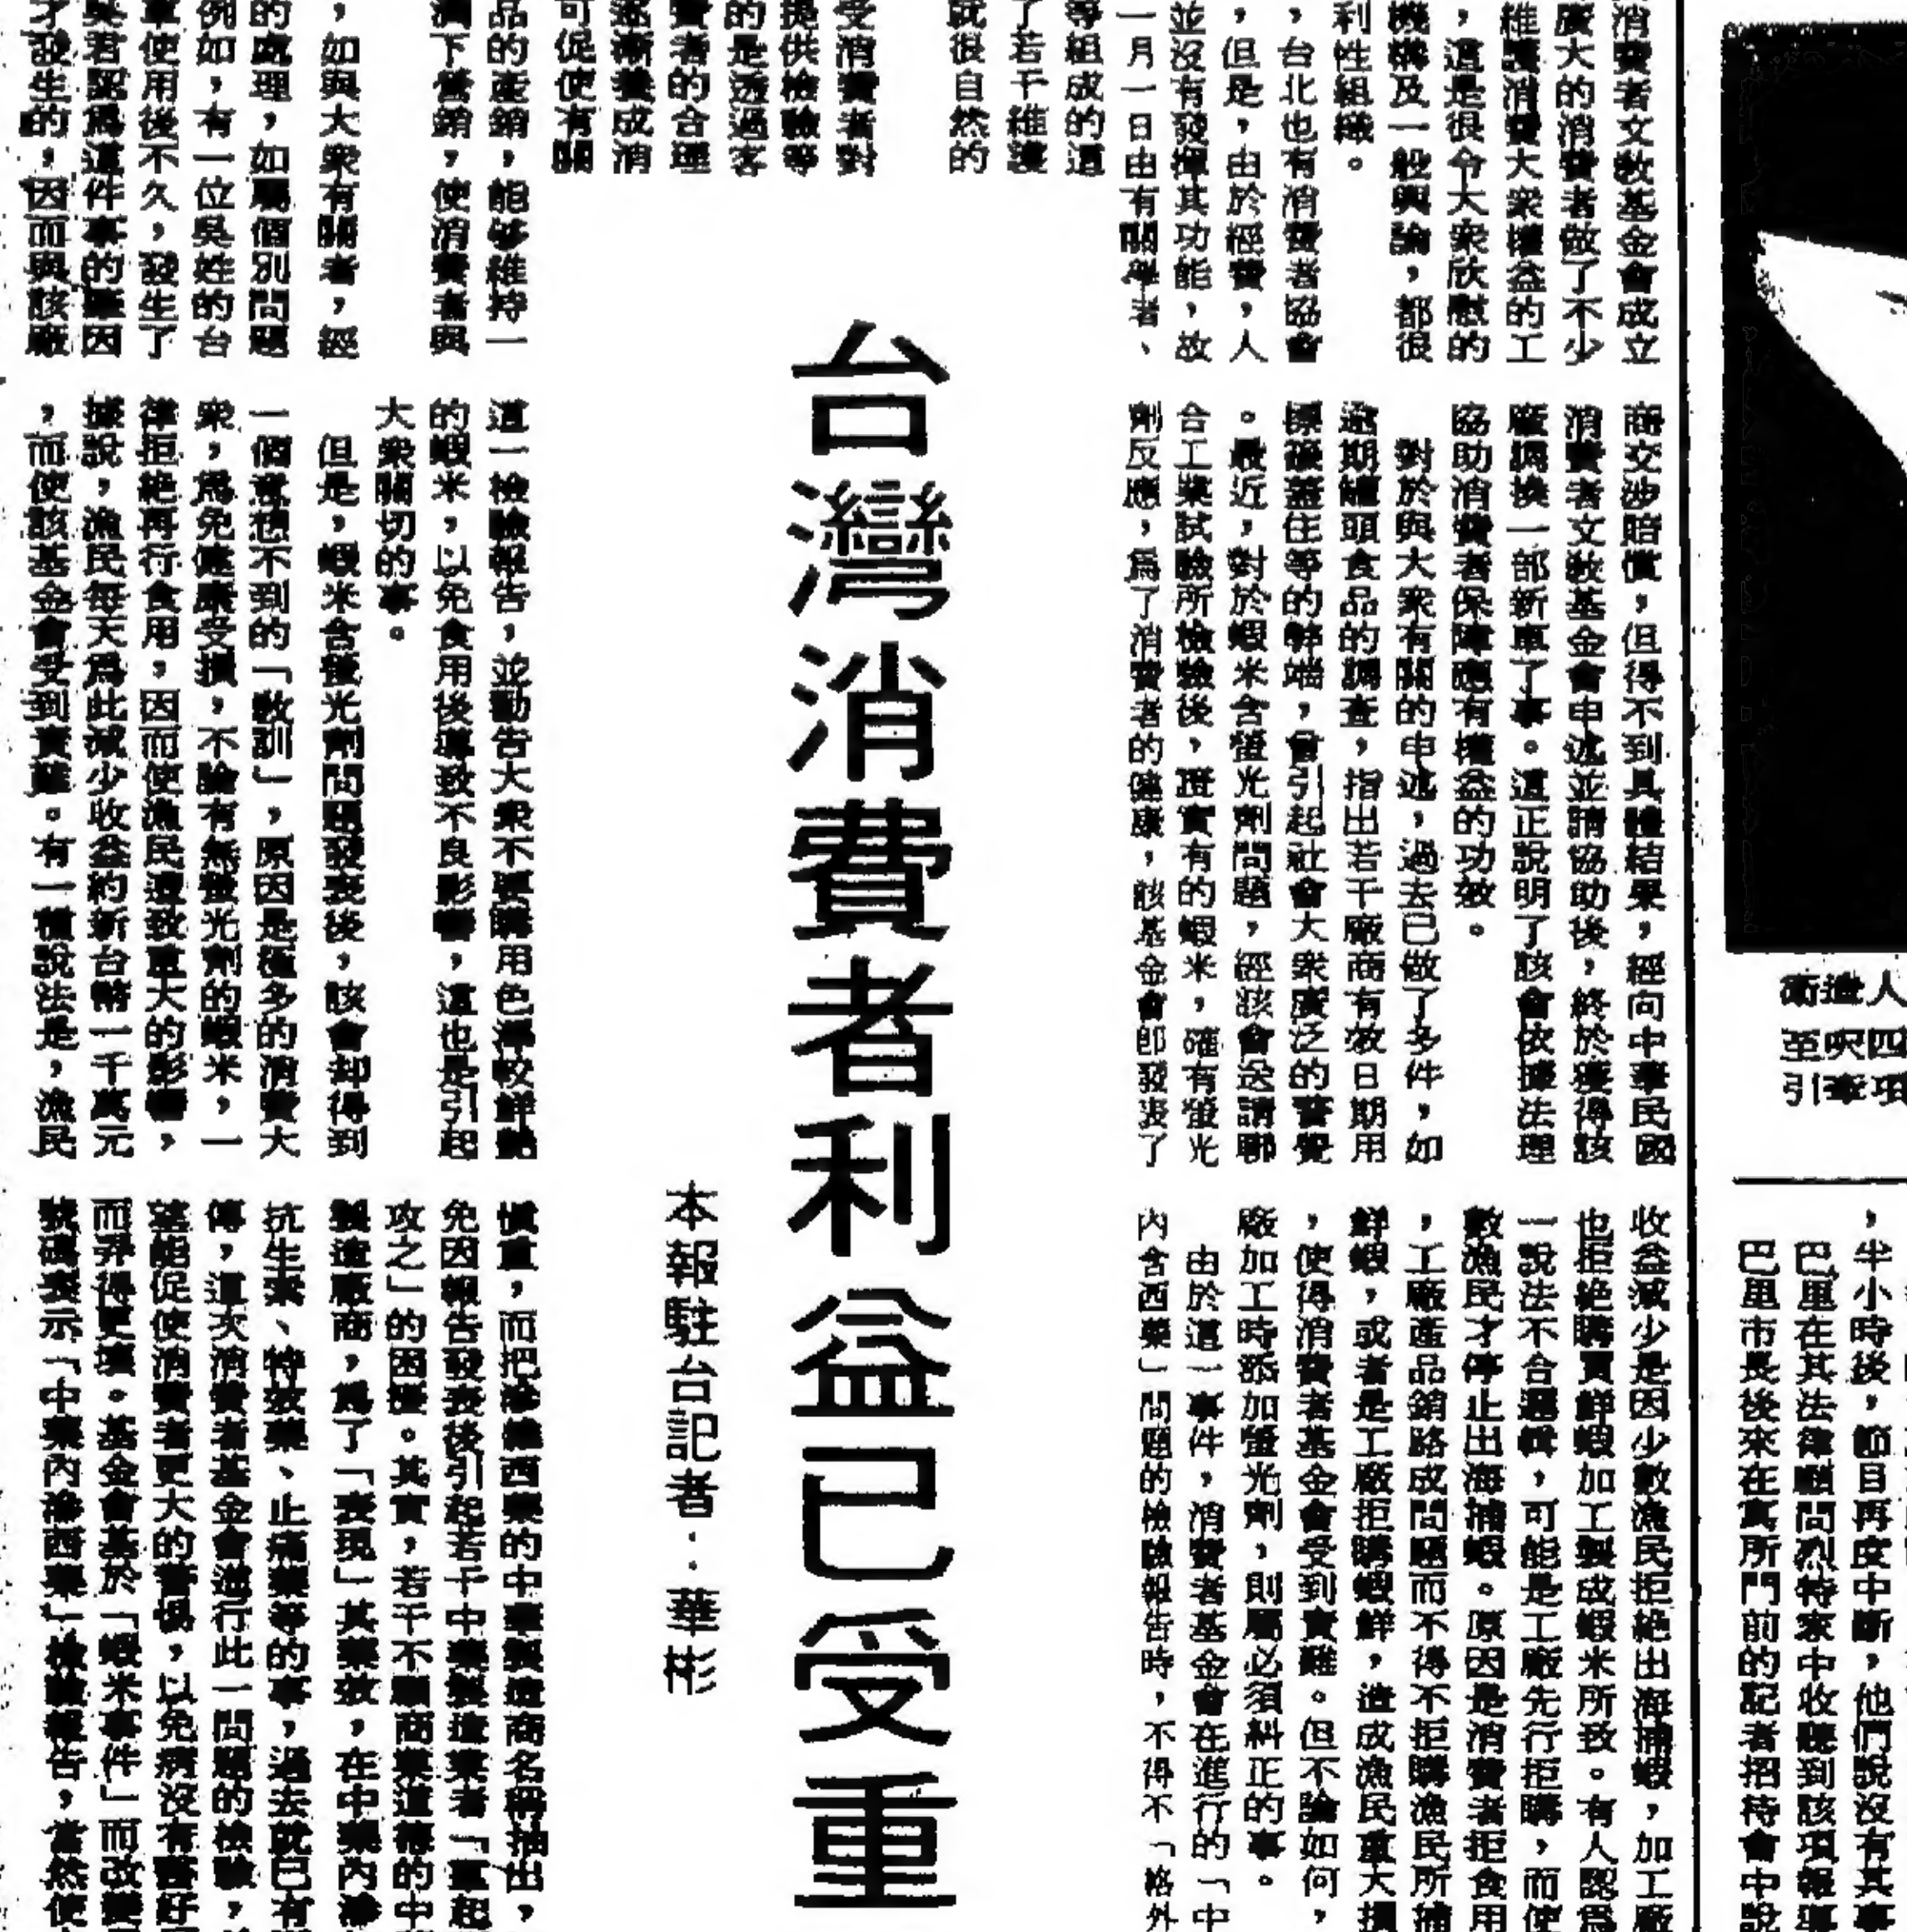 台灣消費者利益已受重
本報駐台記者：華彬
消費者文教基金會成立
廣大的消費者做了不少
維護消費大衆權益的工
，這是很令大衆欣慰的
機構及一般輿論，都很
利性組織。
，台北也有消費者協會
，但是，由於經費，人
並沒有發揮其功能，故
一月一日由有關學者、
等組成的這
了若干維護
就很自然的
受消費者對
提供檢驗等
的是透過客
費者的合理
逐漸養成消
可促使有關
品的產銷，能够維持一
下營銷，使消費者與
，如與大衆有關者，經
的處理，如屬個別問題
例如，有一位吳姓的台
車使用後不久，發生了
吳君認爲這件事的肇因
才發生的，因而與該廠
商交涉賠償，但得不到具體結果，經向中華民國
消費者文教基金會申述並請協助後，終於獲得該
廠調換一部新車了事。這正說明了該會依據法理
協助消費者保障應有權益的功效。
對於與大衆有關的申述，過去已做了多件，如
逾期罐頭食品的調查，指出若干廠商有效日期用
標籤蓋住等的弊端，曾引起社會大衆廣泛的警覺
。最近，對於蝦米含螢光劑問題，經該會送請聯
合工業試驗所檢驗後，證實有的蝦米，確有螢光
劑反應，爲了消費者的健康，該基金會卽發表了
這一檢驗報告，並勸告大衆不要購用色澤較鮮艷
的蝦米，以免食用後導致不良影響，這也是引起
大衆關切的事。
但是，蝦米含螢光劑問題發表後，該會却得到
一個意想不到的「教訓」，原因是極多的消費大
衆，爲免健康受損，不論有無螢光劑的蝦米，一
律拒絕再行食用，因而使漁民遭致重大的影響，
據說，漁民每天爲此減少收益約新台幣一千萬元
，而使該基金會受到責難。有一種說法是，漁民
收益減少是因少數漁民拒絕出海捕蝦，加工廠
也拒絕購買鮮蝦加工製成蝦米所致。有人認爲
一說法不合邏輯，可能是工廠先行拒購，而使
數漁民才停止出海捕蝦。原因是消費者拒食用
，工廠產品銷路成問題而不得不拒購漁民所捕
鮮蝦，或者是工廠拒購蝦鮮，造成漁民重大損
，使得消費者基金會受到責難。但不論如何，
廠加工時添加螢光劑，則屬必須糾正的事。
由於這一事件，消費者基金會在進行的「中
內含西藥」問題的檢驗報告時，不得不「格外
慎重，而把滲雜西藥的中藥製造商名稱抽出，
免因報告發表後引起若干中藥製造業者「羣起
攻之」的困擾。其實，若干不顧商業道德的中
製造廠商，爲了「表現」其藥效，在中藥內滲
抗生素、特效藥、止痛藥等的事，過去就已有
傳，這次消費者基金會進行此一問題的檢驗，
望能促使消費者更大的警惕，以免病沒有醫好
而弄得更壞。基金會基於「蝦米事件」而改變
號碼表示「中藥內滲西藥」檢驗報告，當然使
人
四
項
遭
呎
牽
衝
至
引
，半小時後，節目再度中斷，他們說沒有其事
巴里在其法律顧問烈特家中收聽到該項報導
巴里市長後來在寓所門前的記者招待會中說